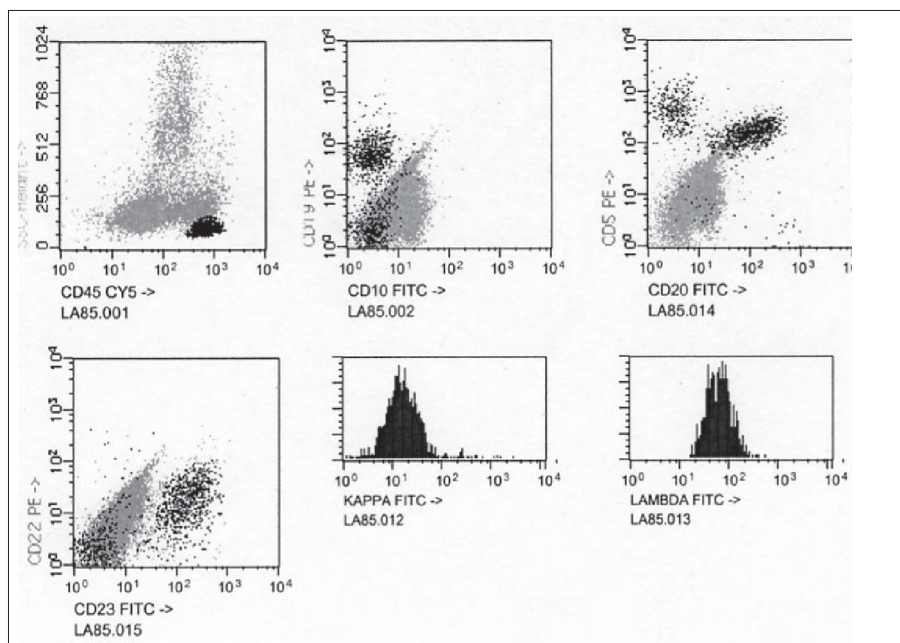 1024
768
512
256
0
10⁰ 10¹ 10² 10³ 10⁴
CD45 CY5 ->
LA85.001
CD19 PE ->
10⁴
10³
10²
10¹
10⁰
10⁰ 10¹ 10² 10³ 10⁴
CD10 FITC ->
LA85.002
CD5 PE ->
10⁴
10³
10²
10¹
10⁰
10⁰ 10¹ 10² 10³
CD20 FITC ->
LA85.014
CD22 PE ->
10⁴
10³
10²
10¹
10⁰
10⁰ 10¹ 10² 10³ 10⁴
CD23 FITC ->
LA85.015
10⁰ 10¹ 10² 10³ 10⁴
KAPPA FITC ->
LA85.012
10⁰ 10¹ 10² 10³ 10⁴
LAMBDA FITC ->
LA85.013